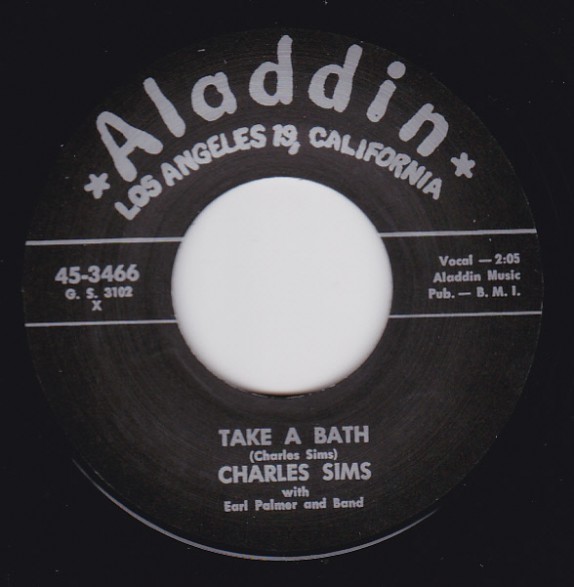 *Aladdin*
LOS ANGELES 19, CALIFORNIA
45-3466
G. S. 3102
X
Vocal — 2:05
Aladdin Music
Pub. — B. M. I.
TAKE A BATH
(Charles Sims)
CHARLES SIMS
with
Earl Palmer and Band